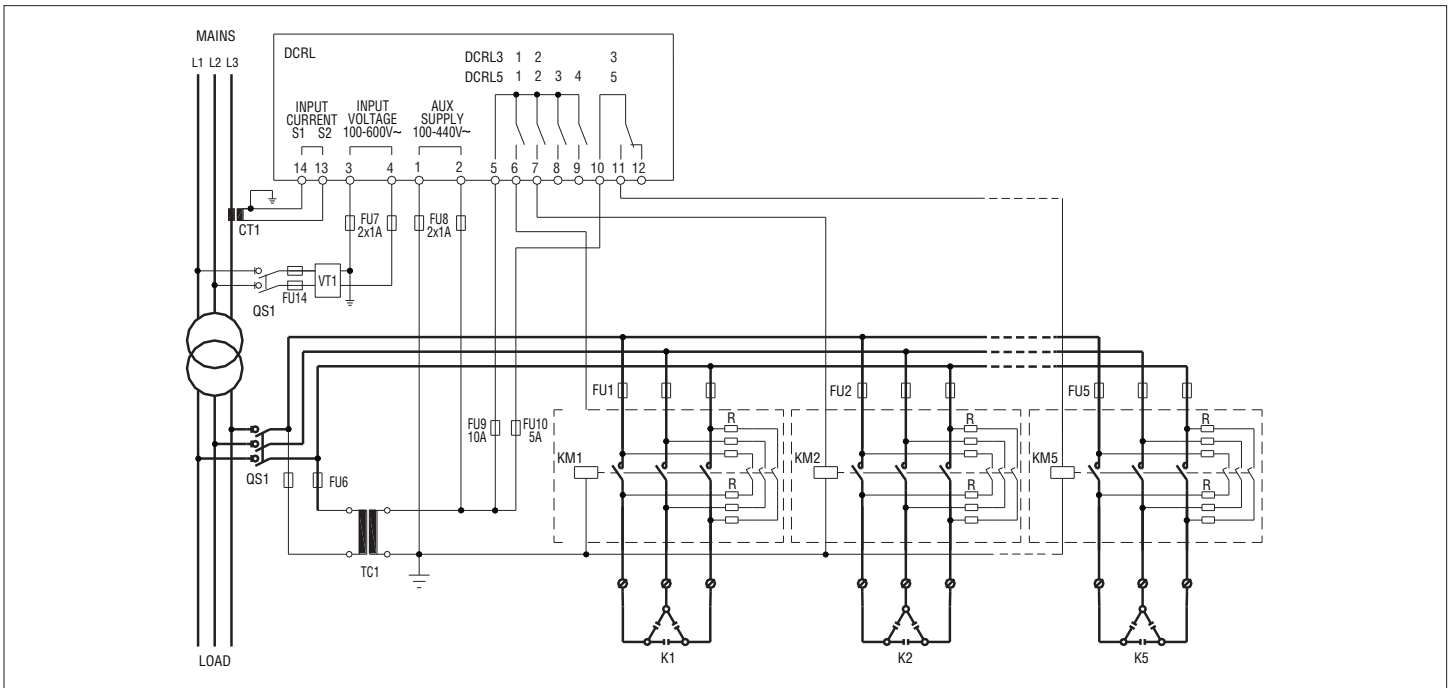 MAINS
L1 L2 L3
DCRL
DCRL3 1 2 3
DCRL5 1 2 3 4 5
INPUT CURRENT
S1 S2
INPUT VOLTAGE
100-600V~
AUX SUPPLY
100-440V~
14 13 3 4 1 2 5 6 7 8 9 10 11 12
CT1
FU7
2x1A
FU8
2x1A
VT1
FU14
QS1
FU1
FU2
FU5
FU9
10A
FU10
5A
R
R
R
KM1
KM2
KM5
QS1
FU6
R
R
R
TC1
LOAD
K1
K2
K5